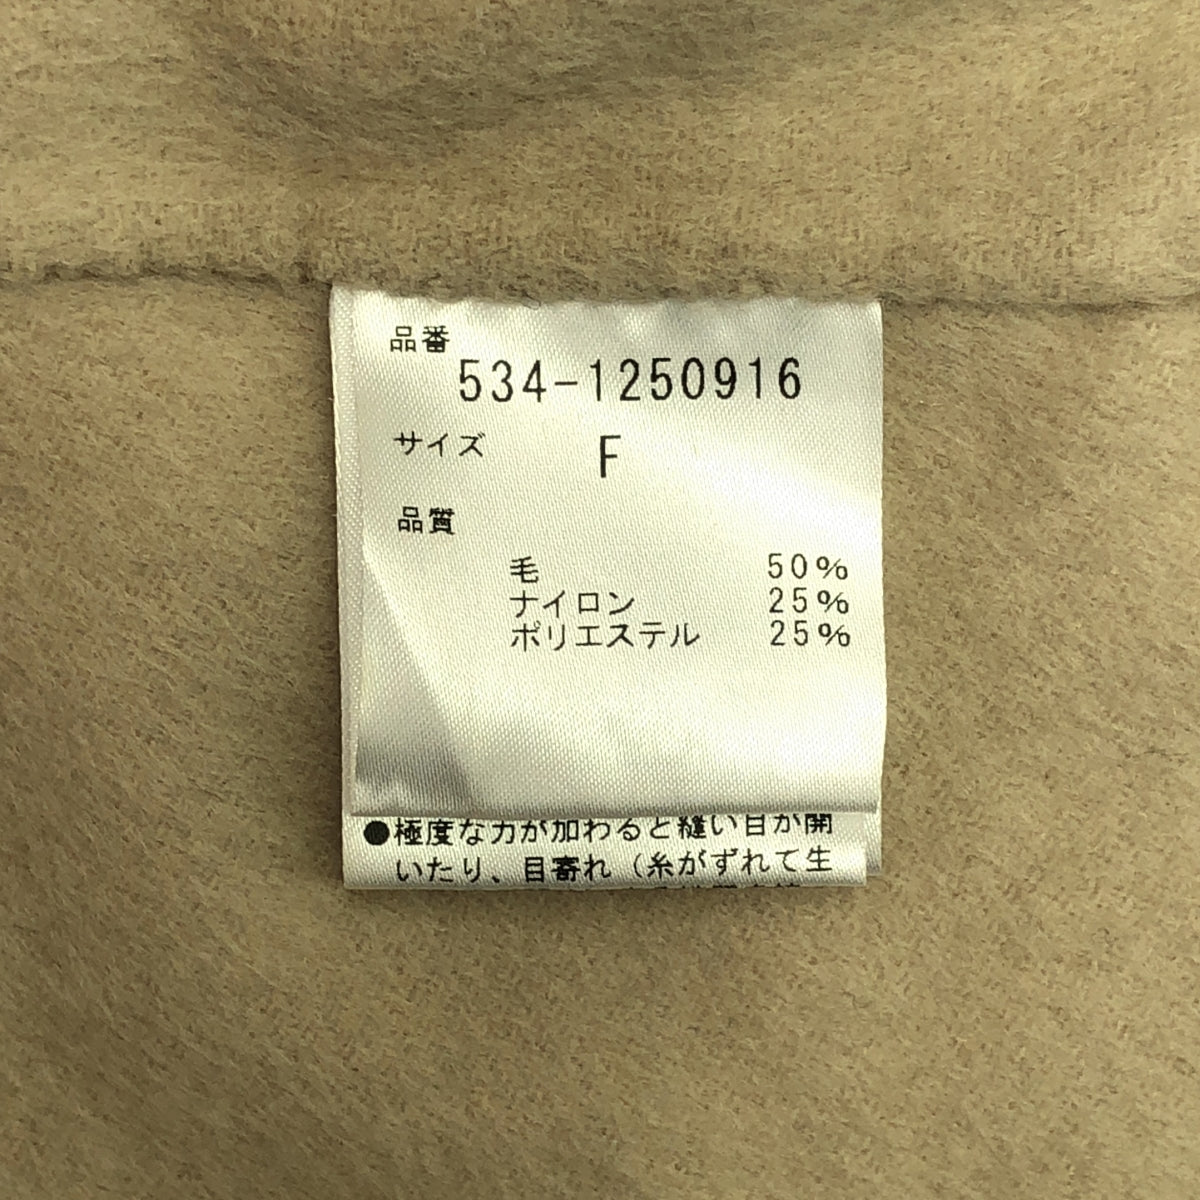 品番
534-1250916
サイズ F
品質
毛 50%
ナイロン 25%
ポリエステル 25%
●極度な力が加わると縫い目が開
いたり、目寄れ（糸がずれて生